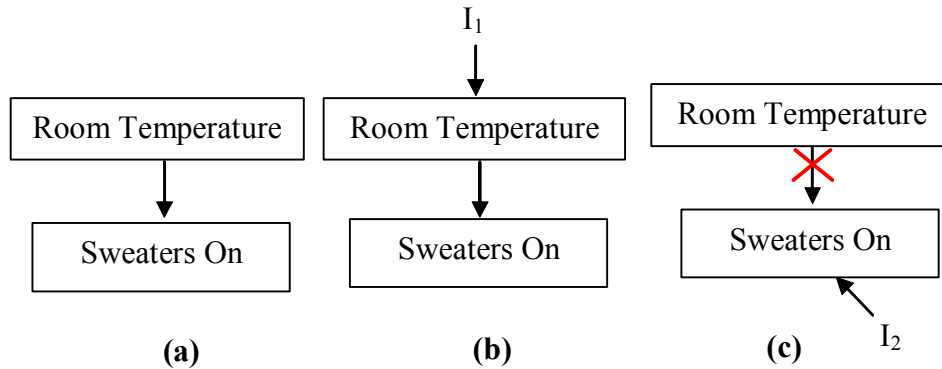 I1
Room Temperature
Sweaters On
(a)
Room Temperature
Sweaters On
(b)
Room Temperature
Sweaters On
I2
(c)